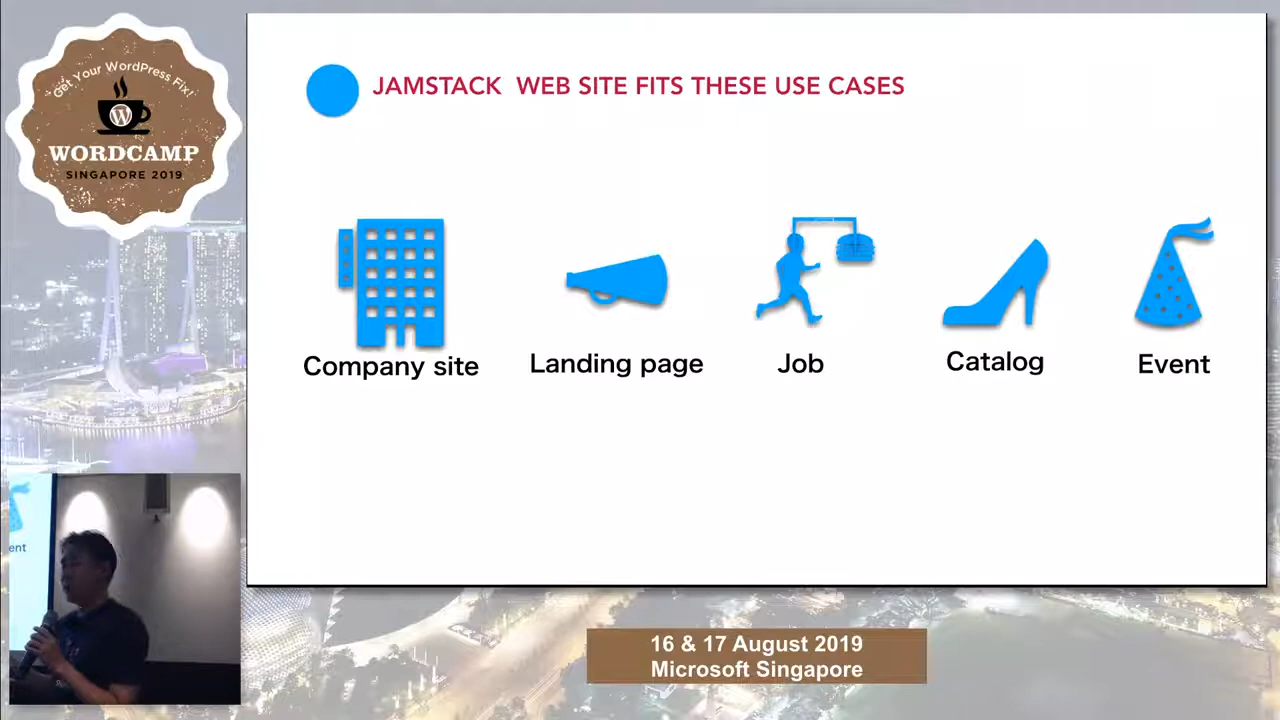 Get Your WordPress Fix!
WORDCAMP
SINGAPORE 2019
JAMSTACK WEB SITE FITS THESE USE CASES
Company site
Landing page
Job
Catalog
Event
ent
16 & 17 August 2019
Microsoft Singapore